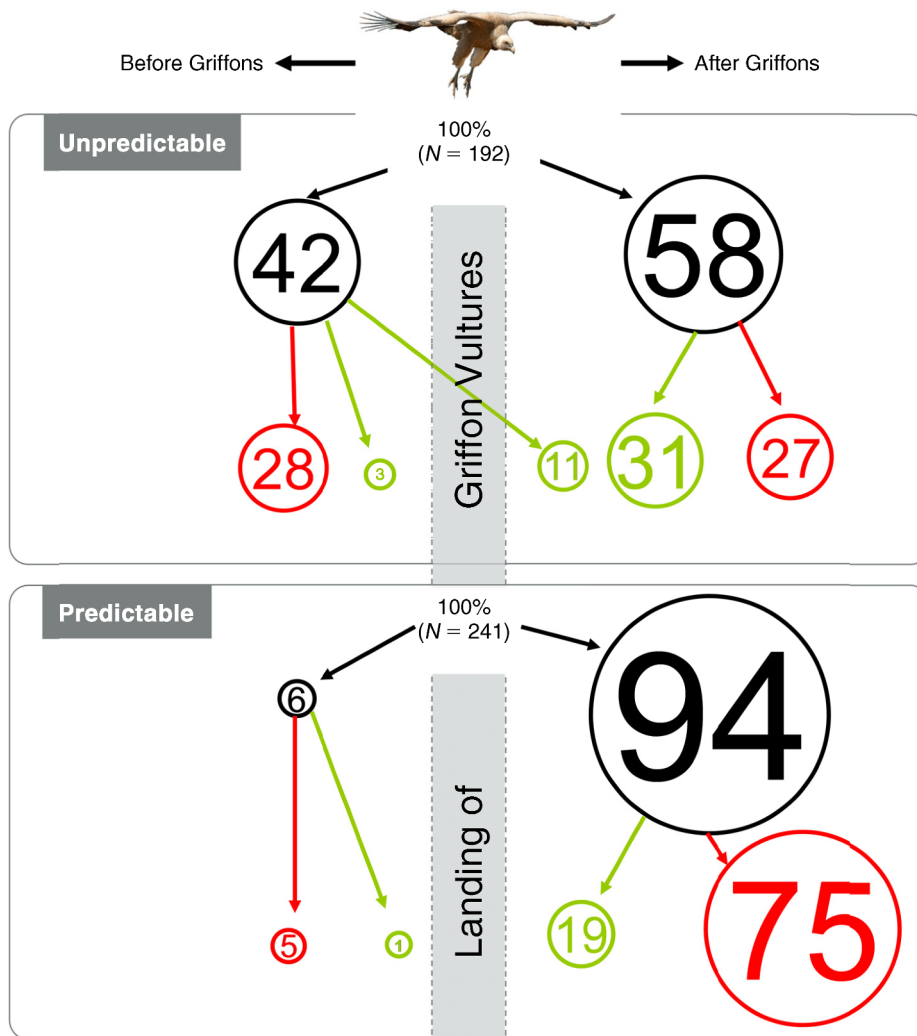 Before Griffons
After Griffons
Unpredictable
100%
(N = 192)
42
58
Griffon Vultures
28
3
11
31
27
Predictable
100%
(N = 241)
6
94
Landing of
5
1
19
75